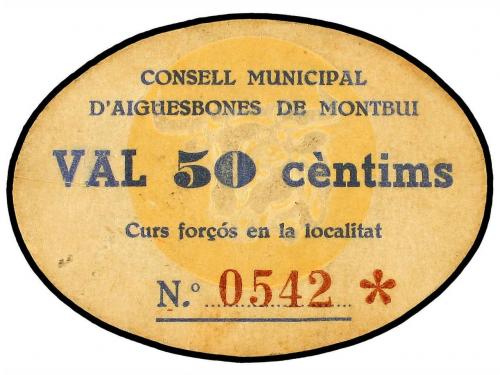 CONSELL MUNICIPAL
D'AIGUESBONES DE MONTBUI
VAL 50 cèntims
Curs forçós en la localitat
N.º 0542 *